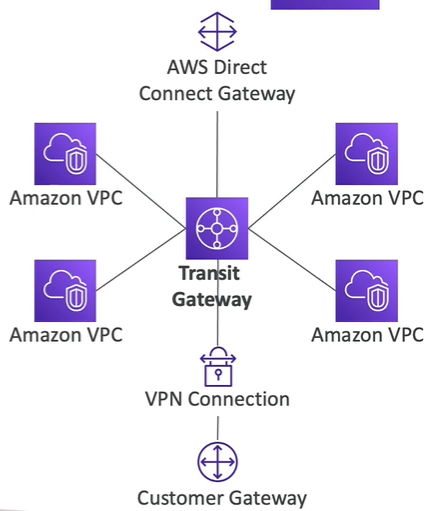 AWS Direct
Connect Gateway
Amazon VPC
Amazon VPC
Transit
Gateway
Amazon VPC
Amazon VPC
VPN Connection
Customer Gateway